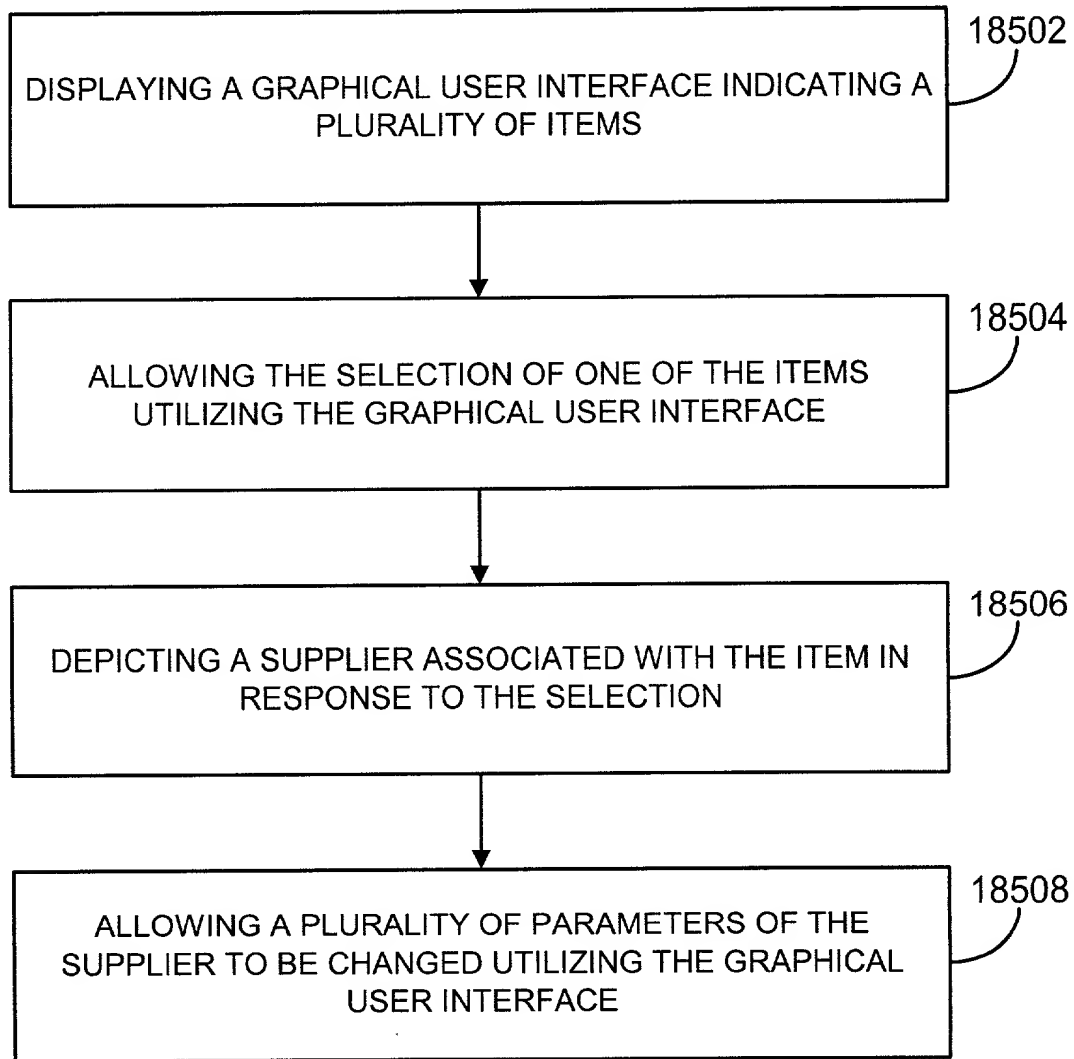 18502
DISPLAYING A GRAPHICAL USER INTERFACE INDICATING A
PLURALITY OF ITEMS
18504
ALLOWING THE SELECTION OF ONE OF THE ITEMS
UTILIZING THE GRAPHICAL USER INTERFACE
18506
DEPICTING A SUPPLIER ASSOCIATED WITH THE ITEM IN
RESPONSE TO THE SELECTION
18508
ALLOWING A PLURALITY OF PARAMETERS OF THE
SUPPLIER TO BE CHANGED UTILIZING THE GRAPHICAL
USER INTERFACE